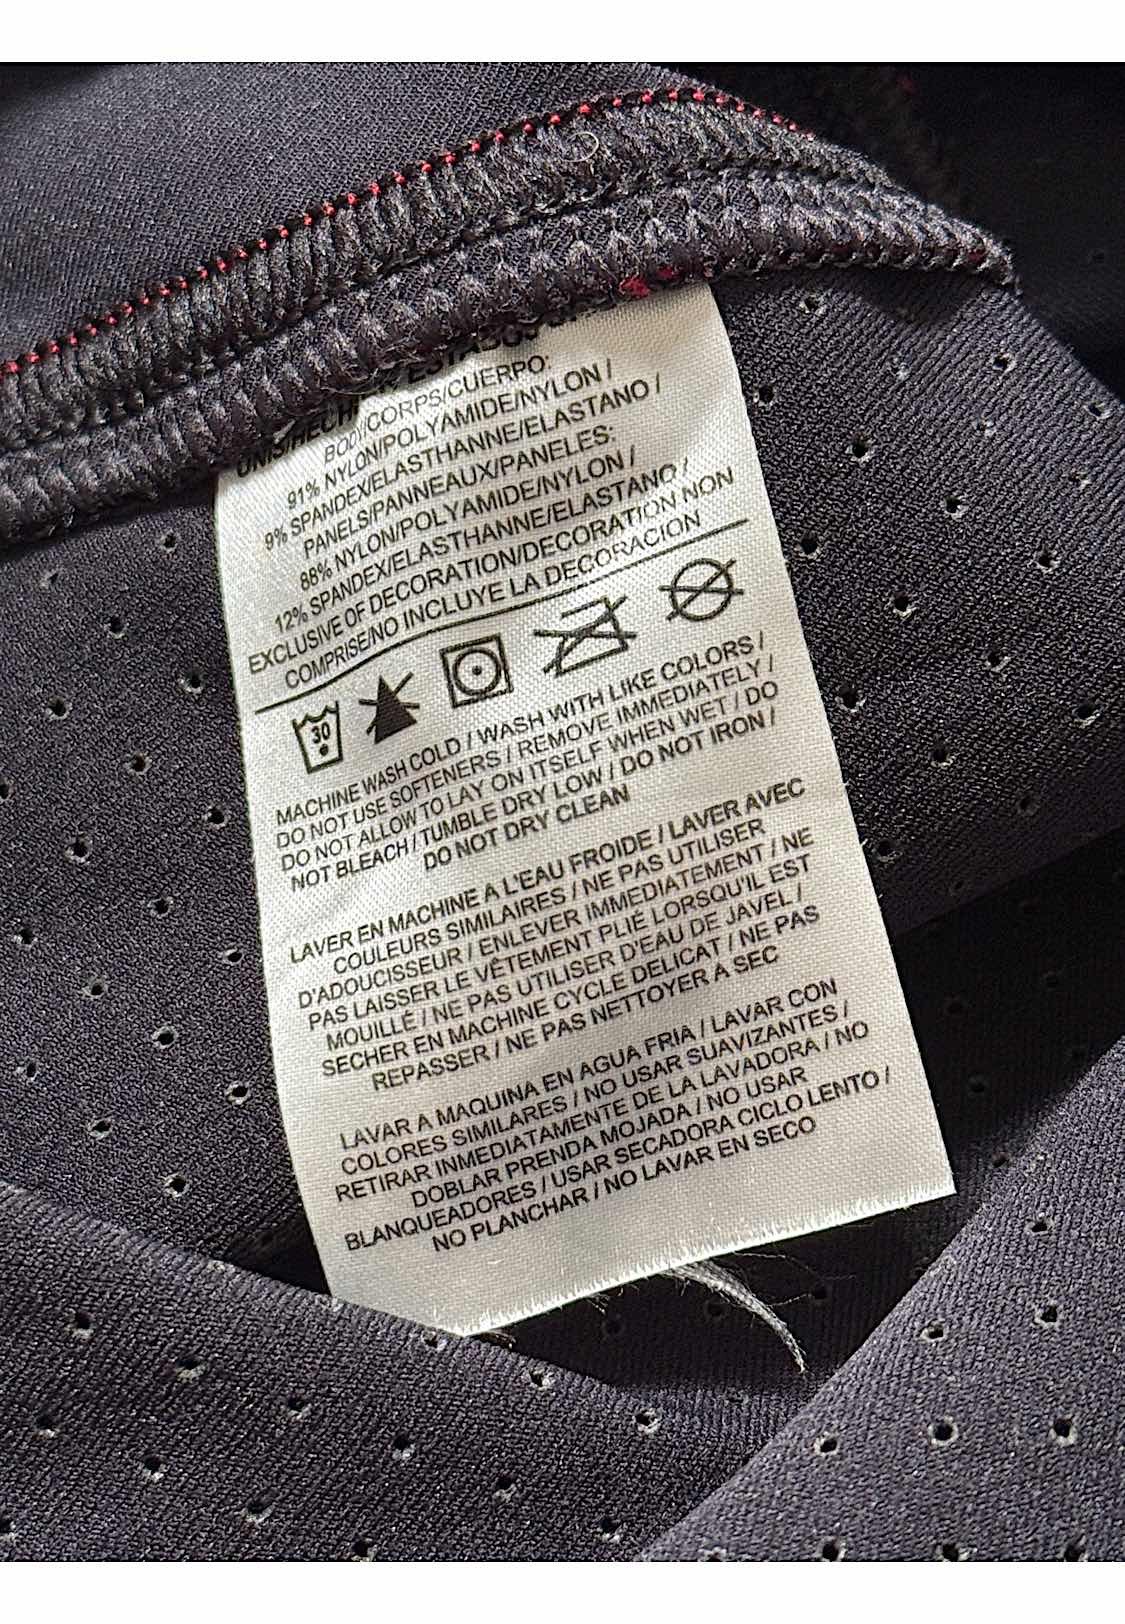 BODY/CORPS/CUERPO:
91% NYLON/POLYAMIDE/NYLON /
9% SPANDEX/ELASTHANNE/ELASTANO /
PANELS/PANNEAUX/PANELES:
88% NYLON/POLYAMIDE/NYLON /
12% SPANDEX/ELASTHANNE/ELASTANO /
EXCLUSIVE OF DECORATION/DECORATION NON
COMPRISE/NO INCLUYE LA DECORACION
30
MACHINE WASH COLD / WASH WITH LIKE COLORS /
DO NOT USE SOFTENERS / REMOVE IMMEDIATELY /
DO NOT ALLOW TO LAY ON ITSELF WHEN WET / DO
NOT BLEACH / TUMBLE DRY LOW / DO NOT IRON /
DO NOT DRY CLEAN
LAVER EN MACHINE A L'EAU FROIDE / LAVER AVEC
COULEURS SIMILAIRES / NE PAS UTILISER
D'ADOUCISSEUR / ENLEVER IMMEDIATEMENT / NE
PAS LAISSER LE VÊTEMENT PLIÉ LORSQU'IL EST
MOUILLÉ / NE PAS UTILISER D'EAU DE JAVEL /
SECHER EN MACHINE CYCLE DELICAT / NE PAS
REPASSER / NE PAS NETTOYER A SEC
LAVAR A MAQUINA EN AGUA FRIA / LAVAR CON
COLORES SIMILARES / NO USAR SUAVIZANTES /
RETIRAR INMEDIATAMENTE DE LA LAVADORA / NO
DOBLAR PRENDA MOJADA / NO USAR
BLANQUEADORES / USAR SECADORA CICLO LENTO /
NO PLANCHAR / NO LAVAR EN SECO